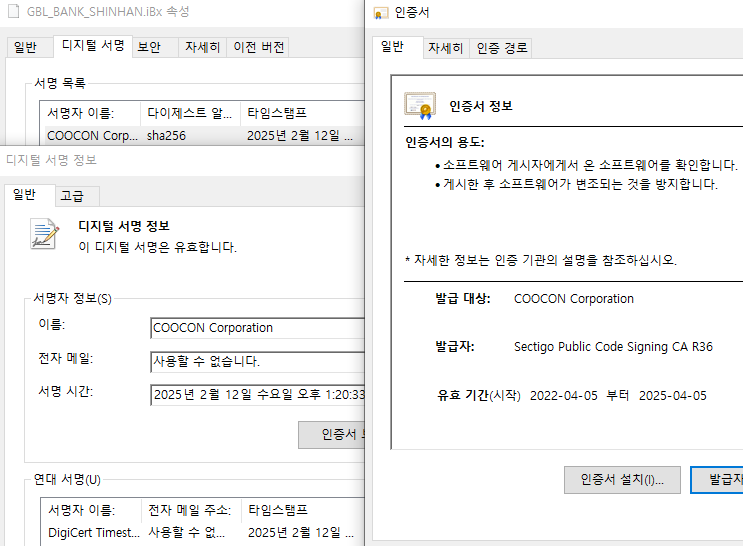 GBL_BANK_SHINHAN.iBx 속성
일반 디지털 서명 보안 자세히 이전 버전
서명 목록
서명자 이름: 다이제스트 알... 타임스탬프
COOCON Corp... sha256 2025년 2월 12일 ...
디지털 서명 정보
일반 고급
디지털 서명 정보
이 디지털 서명은 유효합니다.
서명자 정보(S)
이름: COOCON Corporation
전자 메일: 사용할 수 없습니다.
서명 시간: 2025년 2월 12일 수요일 오후 1:20:33
인증서 보
연대 서명(U)
서명자 이름: 전자 메일 주소: 타임스탬프
DigiCert Timest... 사용할 수 없... 2025년 2월 12일 ...
인증서
일반 자세히 인증 경로
인증서 정보
인증서의 용도:
• 소프트웨어 게시자에게서 온 소프트웨어를 확인합니다.
• 게시한 후 소프트웨어가 변조되는 것을 방지합니다.
* 자세한 정보는 인증 기관의 설명을 참조하십시오.
발급 대상: COOCON Corporation
발급자: Sectigo Public Code Signing CA R36
유효 기간(시작) 2022-04-05 부터 2025-04-05
인증서 설치(I)... 발급자